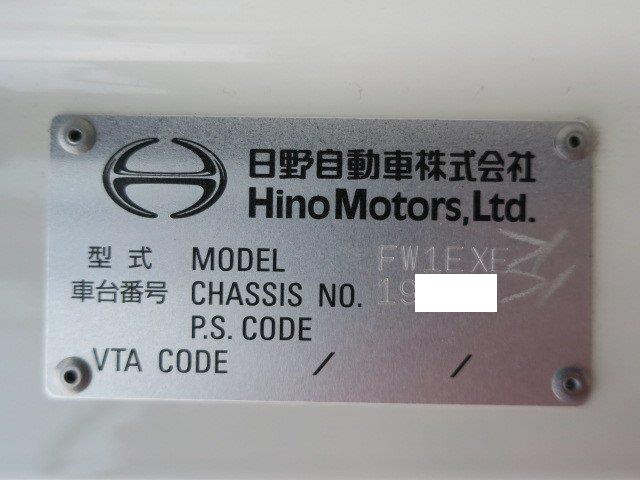 日野自動車株式会社
Hino Motors, Ltd.
型式 MODEL FW1EXE
車台番号 CHASSIS NO. 19
P.S. CODE
VTA CODE / /